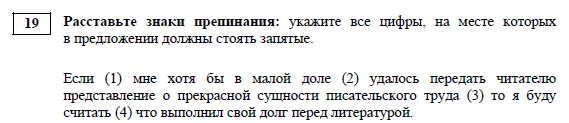 19 Расставьте знаки препинания: укажите все цифры, на месте которых
в предложении должны стоять запятые.
Если (1) мне хотя бы в малой доле (2) удалось передать читателю
представление о прекрасной сущности писательского труда (3) то я буду
считать (4) что выполнил свой долг перед литературой.